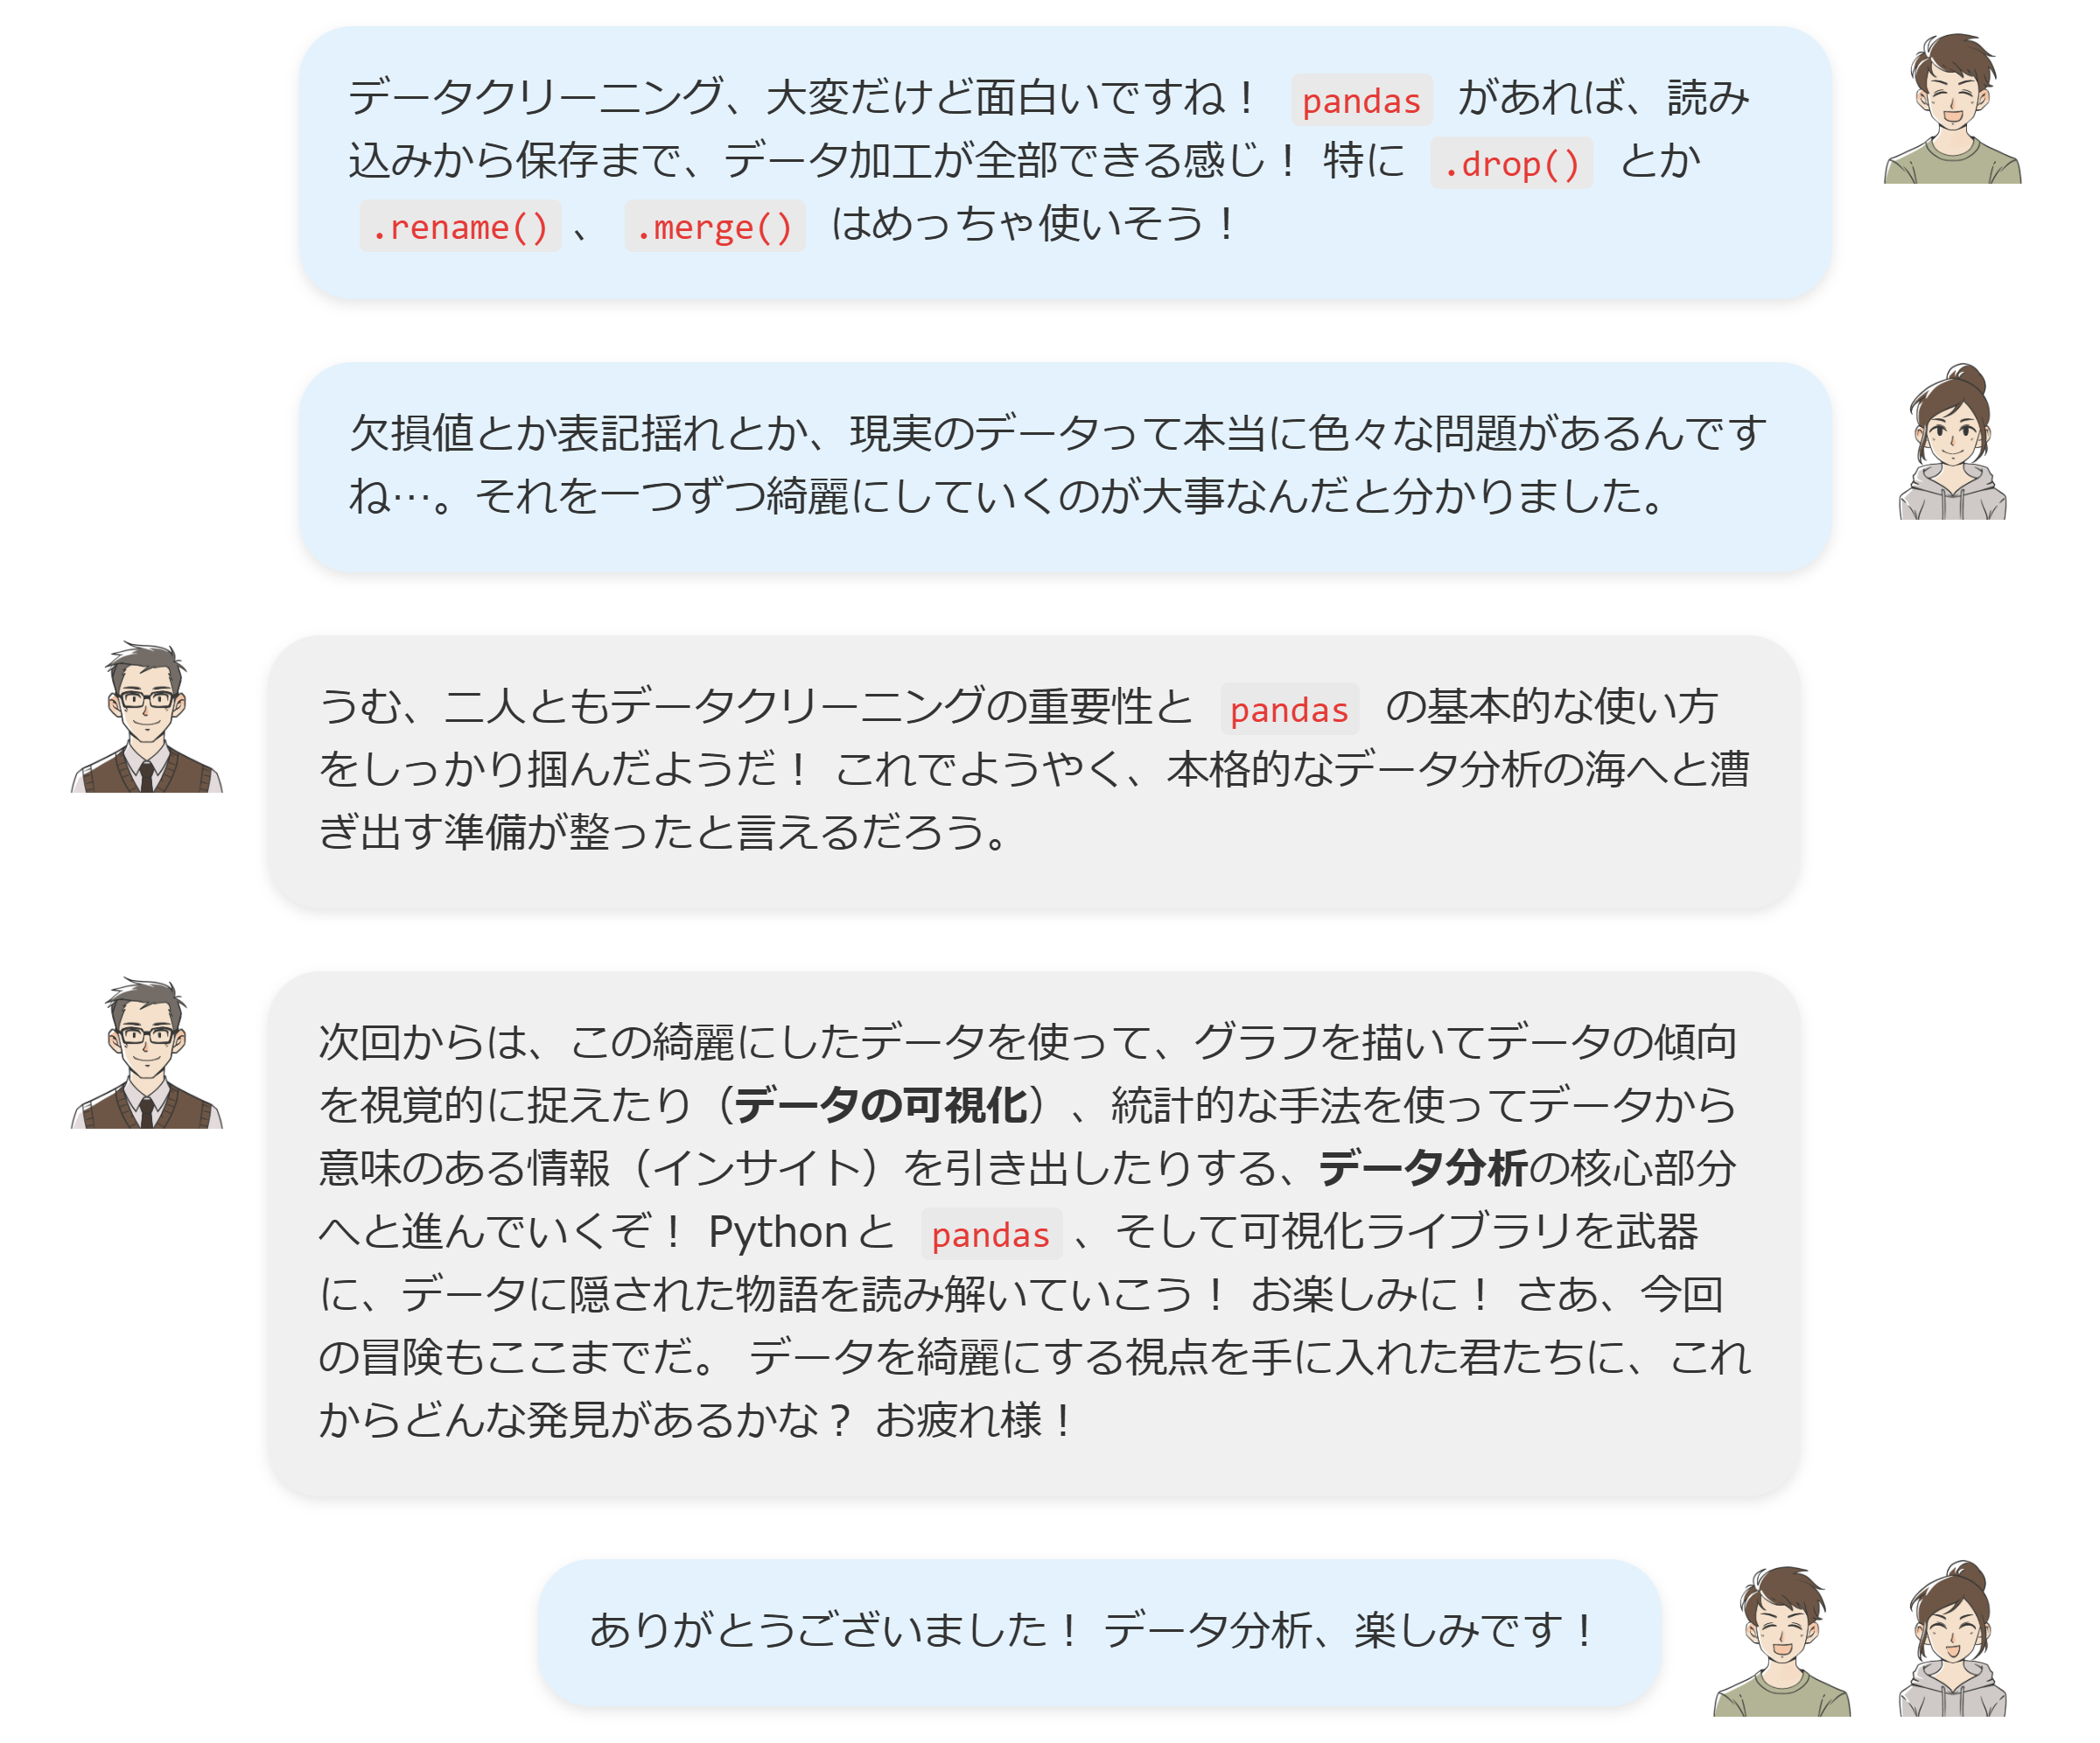 データクリーニング、大変だけど面白いですね！ pandas があれば、読み
込みから保存まで、データ加工が全部できる感じ！ 特に .drop() とか
.rename() 、 .merge() はめっちゃ使いそう！
欠損値とか表記揺れとか、現実のデータって本当に色々な問題があるんです
ね…。それを一つずつ綺麗にしていくのが大事なんだと分かりました。
うむ、二人ともデータクリーニングの重要性と pandas の基本的な使い方
をしっかり掴んだようだ！ これでようやく、本格的なデータ分析の海へと漕
ぎ出す準備が整ったと言えるだろう。
次回からは、この綺麗にしたデータを使って、グラフを描いてデータの傾向
を視覚的に捉えたり（データの可視化）、統計的な手法を使ってデータから
意味のある情報（インサイト）を引き出したりする、データ分析の核心部分
へと進んでいくぞ！ Pythonと pandas 、そして可視化ライブラリを武器
に、データに隠された物語を読み解いていこう！ お楽しみに！ さあ、今回
の冒険もここまでだ。 データを綺麗にする視点を手に入れた君たちに、これ
からどんな発見があるかな？ お疲れ様！
ありがとうございました！ データ分析、楽しみです！